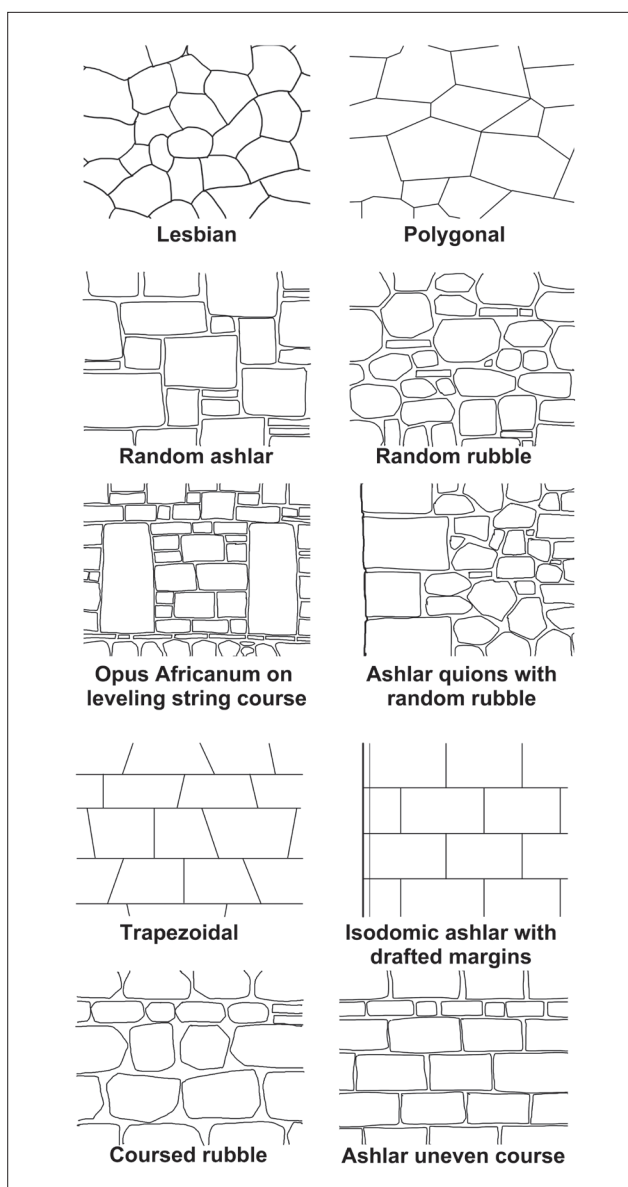 Lesbian
Polygonal
Random ashlar
Random rubble
Opus Africanum on
leveling string course
Ashlar quions with
random rubble
Trapezoidal
Isodomic ashlar with
drafted margins
Coursed rubble
Ashlar uneven course